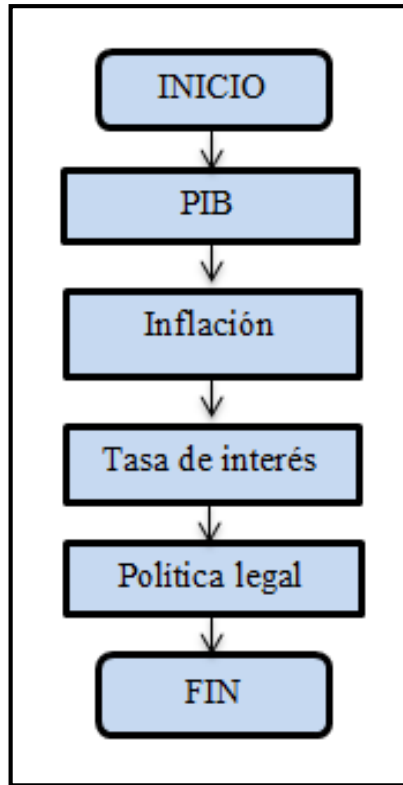 INICIO
PIB
Inflación
Tasa de interés
Política legal
FIN